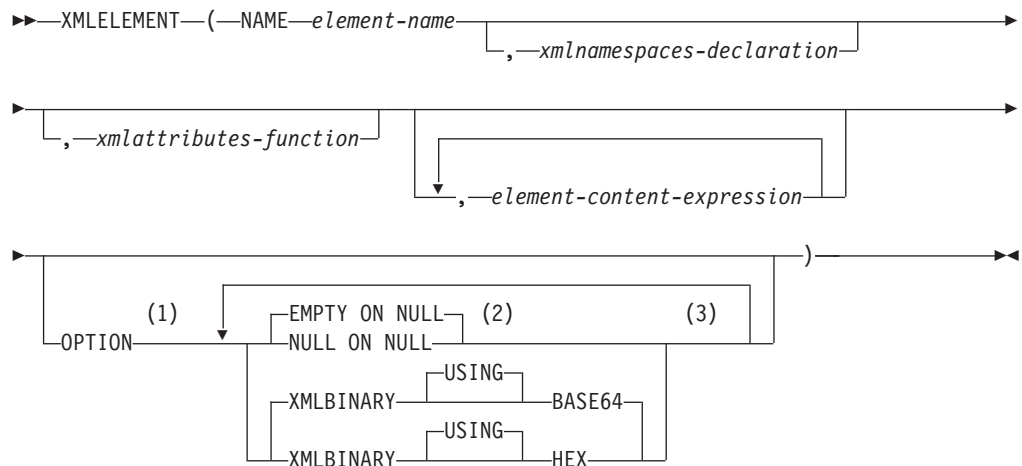 XMLELEMENT ( NAME element-name
, xmlnamespaces-declaration
, xmlattributes-function
, element-content-expression
)
(1) EMPTY ON NULL (2) (3)
OPTION NULL ON NULL
USING
XMLBINARY BASE64
USING
XMLBINARY HEX